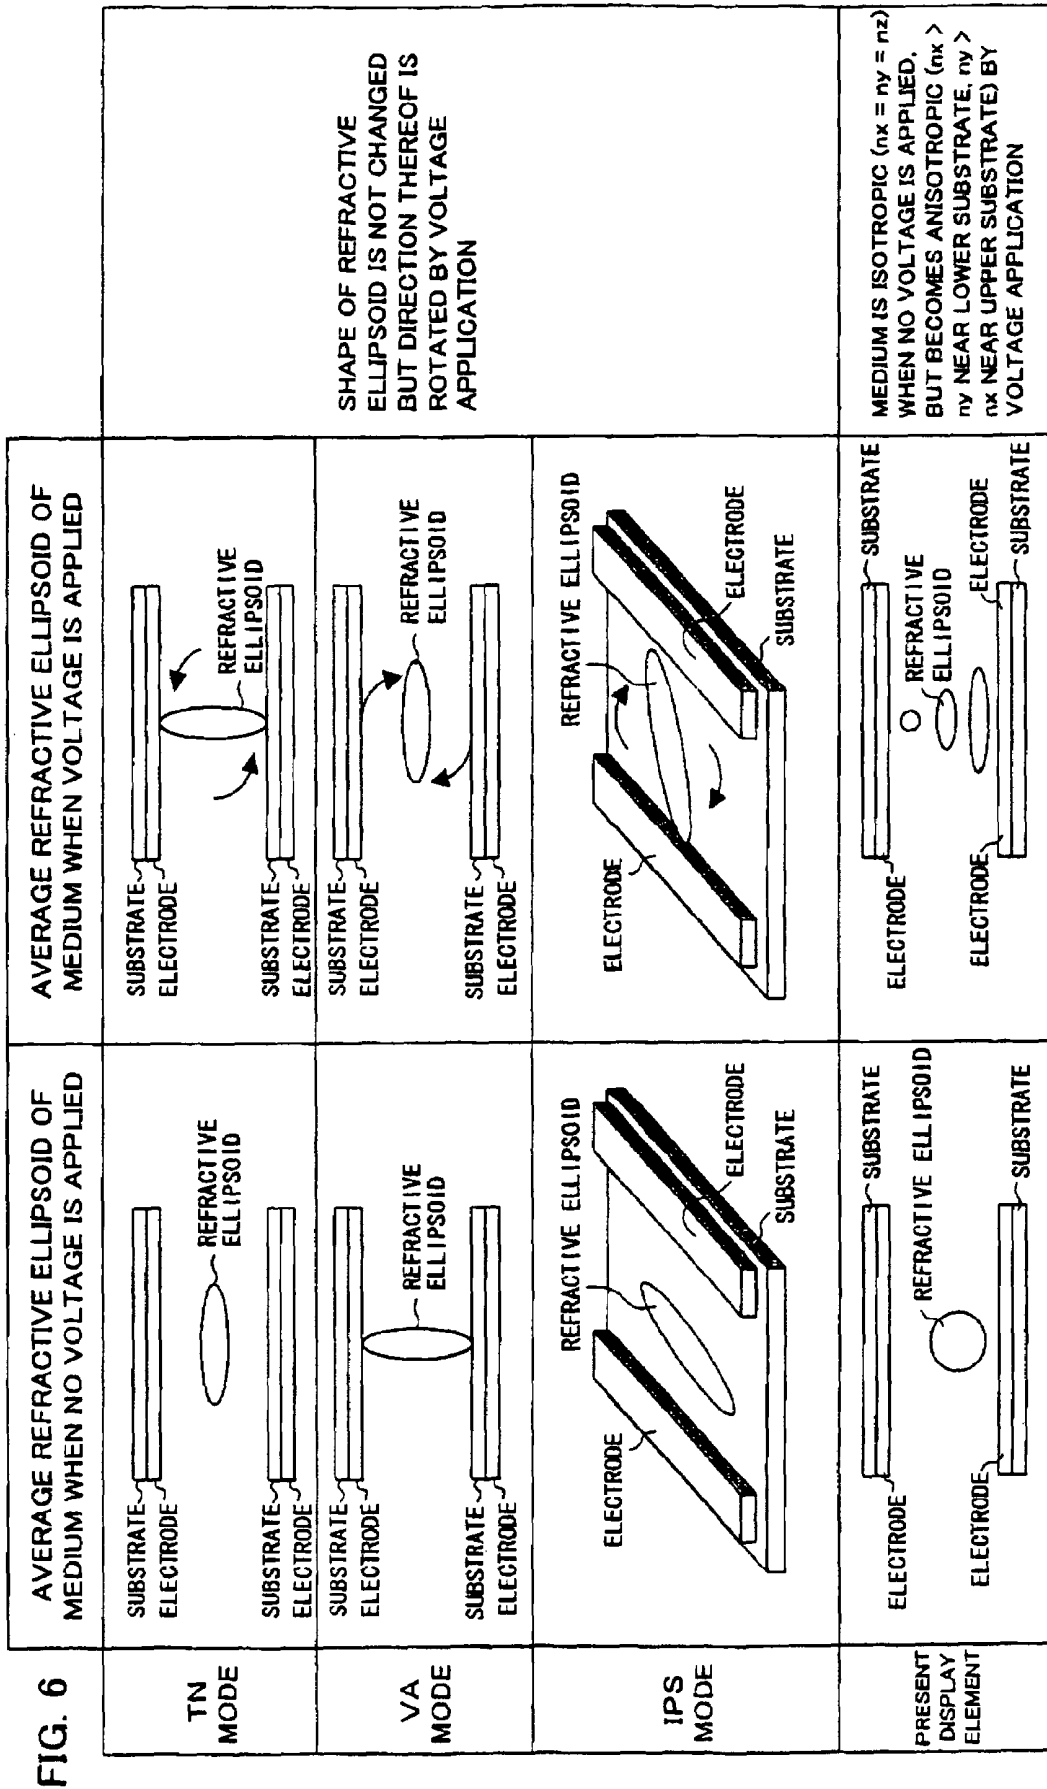 FIG. 6
AVERAGE REFRACTIVE ELLIPSOID OF
MEDIUM WHEN NO VOLTAGE IS APPLIED
AVERAGE REFRACTIVE ELLIPSOID OF
MEDIUM WHEN VOLTAGE IS APPLIED
TN
MODE
SUBSTRATE
ELECTRODE
REFRACTIVE
ELLIPSOID
SUBSTRATE
ELECTRODE
SUBSTRATE
ELECTRODE
REFRACTIVE
ELLIPSOID
SUBSTRATE
ELECTRODE
SHAPE OF REFRACTIVE
ELLIPSOID IS NOT CHANGED
BUT DIRECTION THEREOF IS
ROTATED BY VOLTAGE
APPLICATION
VA
MODE
SUBSTRATE
ELECTRODE
REFRACTIVE
ELLIPSOID
SUBSTRATE
ELECTRODE
SUBSTRATE
ELECTRODE
REFRACTIVE
ELLIPSOID
SUBSTRATE
ELECTRODE
IPS
MODE
REFRACTIVE ELLIPSOID
ELECTRODE
ELECTRODE
SUBSTRATE
REFRACTIVE ELLIPSOID
ELECTRODE
ELECTRODE
SUBSTRATE
PRESENT
DISPLAY
ELEMENT
SUBSTRATE
ELECTRODE
REFRACTIVE ELLIPSOID
ELECTRODE
SUBSTRATE
SUBSTRATE
ELECTRODE
REFRACTIVE
ELLIPSOID
ELECTRODE
ELECTRODE
SUBSTRATE
MEDIUM IS ISOTROPIC (nx = ny = nz)
WHEN NO VOLTAGE IS APPLIED,
BUT BECOMES ANISOTROPIC (nx >
ny NEAR LOWER SUBSTRATE, ny >
nx NEAR UPPER SUBSTRATE) BY
VOLTAGE APPLICATION